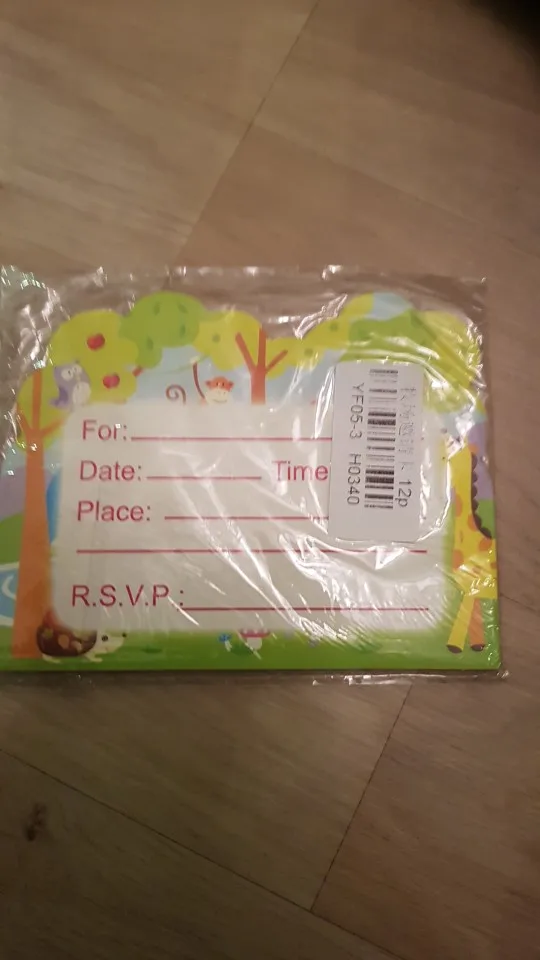 For:
Date: Time
Place:
R.S.V.P.:
12p
YF05-3 H0340